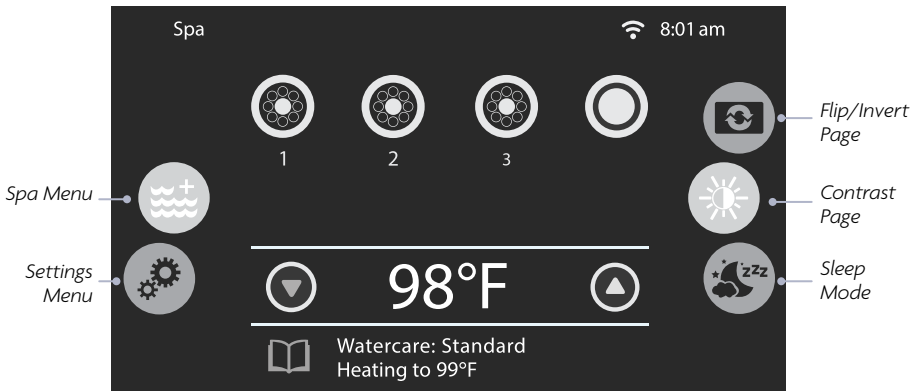 Spa
8:01 am
Flip/Invert
Page
1
2
3
Spa Menu
Contrast
Page
Settings
Menu
98°F
zzz
Sleep
Mode
Watercare: Standard
Heating to 99°F